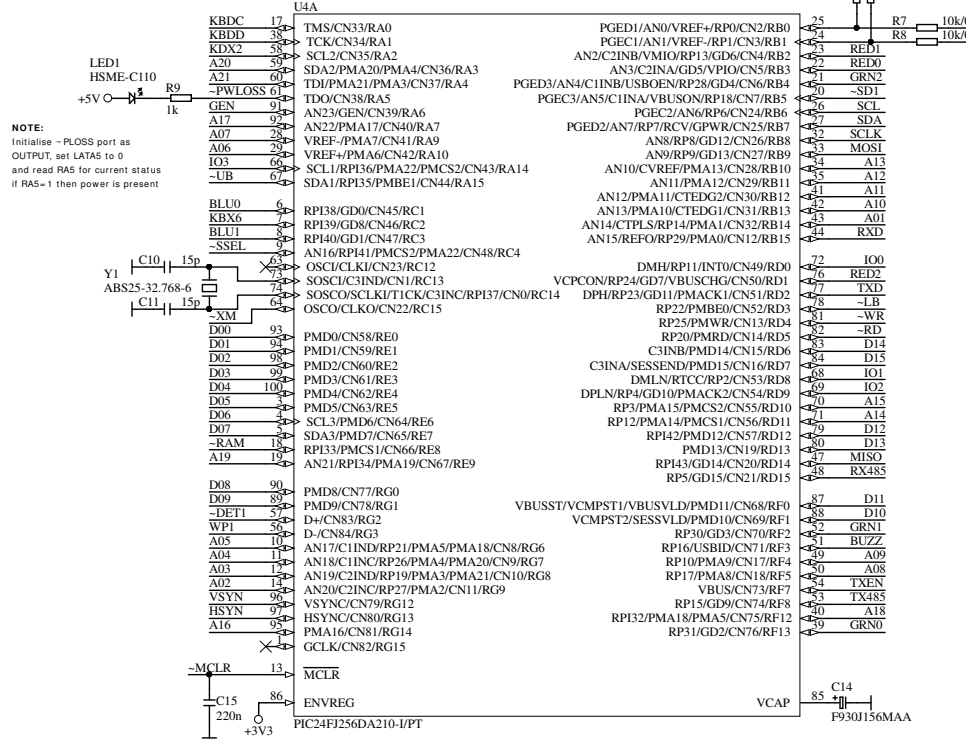 U4A
KBDC 17 TMS/CN33/RA0
KBDD 38 TCK/CN34/RA1
KDX2 58 SCL2/CN35/RA2
A20 59 SDA2/PMA20/PMA4/CN36/RA3
A21 60 TDI/PMA21/PMA3/CN37/RA4
~PWLOSS 61 TDO/CN38/RA5
GEN 91 AN23/GEN/CN39/RA6
A17 92 AN22/PMA17/CN40/RA7
A07 28 VREF-/PMA7/CN41/RA9
A06 29 VREF+/PMA6/CN42/RA10
IO3 66 SCL1/RPI36/PMA22/PMCS2/CN43/RA14
~UB 67 SDA1/RPI35/PMBE1/CN44/RA15
LED1
HSME-C110
+5V
R9
1k
NOTE:
Initialise ~PLOSS port as
OUTPUT, set LATA5 to 0
and read RA5 for current status
if RA5=1 then power is present
BLU0 6 RPI38/GD0/CN45/RC1
KBX6 7 RPI39/GD8/CN46/RC2
BLU1 8 RPI40/GD1/CN47/RC3
~SSEL 9 AN16/RPI41/PMCS2/PMA22/CN48/RC4
63 OSCI/CLKI/CN23/RC12
73 SOSCI/C3IND/CN1/RC13
74 SOSCO/SCLKI/T1CK/C3INC/RPI37/CN0/RC14
~XM 64 OSCO/CLKO/CN22/RC15
C10 15p
Y1
ABS25-32.768-6
C11 15p
D00 93 PMD0/CN58/RE0
D01 94 PMD1/CN59/RE1
D02 98 PMD2/CN60/RE2
D03 99 PMD3/CN61/RE3
D04 100 PMD4/CN62/RE4
D05 3 PMD5/CN63/RE5
D06 4 SCL3/PMD6/CN64/RE6
D07 5 SDA3/PMD7/CN65/RE7
~RAM 18 RPI33/PMCS1/CN66/RE8
A19 19 AN21/RPI34/PMA19/CN67/RE9
D08 90 PMD8/CN77/RG0
D09 89 PMD9/CN78/RG1
~DET1 57 D+/CN83/RG2
WP1 56 D-/CN84/RG3
A05 10 AN17/C1IND/RP21/PMA5/PMA18/CN8/RG6
A04 11 AN18/C1INC/RP26/PMA4/PMA20/CN9/RG7
A03 12 AN19/C2IND/RP19/PMA3/PMA21/CN10/RG8
A02 14 AN20/C2INC/RP27/PMA2/CN11/RG9
VSYN 96 VSYNC/CN79/RG12
HSYN 97 HSYNC/CN80/RG13
A16 95 PMA16/CN81/RG14
1 GCLK/CN82/RG15
~MCLR 13 MCLR
C15
220n
86 ENVREG
+3V3
PIC24FJ256DA210-I/PT
PGED1/AN0/VREF+/RP0/CN2/RB0 25 R7 10k/
PGEC1/AN1/VREF-/RP1/CN3/RB1 24 R8 10k/
AN2/C2INB/VMIO/RP13/GD6/CN4/RB2 23 RED1
AN3/C2INA/GD5/VPIO/CN5/RB3 22 RED0
PGED3/AN4/C1INB/USBOEN/RP28/GD4/CN6/RB4 21 GRN2
PGEC3/AN5/C1INA/VBUSON/RP18/CN7/RB5 20 ~SD1
PGEC2/AN6/RP6/CN24/RB6 26 SCL
PGED2/AN7/RP7/RCV/GPWR/CN25/RB7 27 SDA
AN8/RP8/GD12/CN26/RB8 32 SCLK
AN9/RP9/GD13/CN27/RB9 33 MOSI
AN10/CVREF/PMA13/CN28/RB10 34 A13
AN11/PMA12/CN29/RB11 35 A12
AN12/PMA11/CTEDG2/CN30/RB12 41 A11
AN13/PMA10/CTEDG1/CN31/RB13 42 A10
AN14/CTPLS/RP14/PMA1/CN32/RB14 43 A01
AN15/REFO/RP29/PMA0/CN12/RB15 44 RXD
DMH/RP11/INT0/CN49/RD0 72 IO0
VCPCON/RP24/GD7/VBUSCHG/CN50/RD1 76 RED2
DPH/RP23/GD11/PMACK1/CN51/RD2 77 TXD
RP22/PMBE0/CN52/RD3 78 ~LB
RP25/PMWR/CN13/RD4 81 ~WR
RP20/PMRD/CN14/RD5 82 ~RD
C3INB/PMD14/CN15/RD6 83 D14
C3INA/SESSEND/PMD15/CN16/RD7 84 D15
DMLN/RTCC/RP2/CN53/RD8 68 IO1
DPLN/RP4/GD10/PMACK2/CN54/RD9 69 IO2
RP3/PMA15/PMCS2/CN55/RD10 70 A15
RP12/PMA14/PMCS1/CN56/RD11 71 A14
RPI42/PMD12/CN57/RD12 79 D12
PMD13/CN19/RD13 80 D13
RPI43/GD14/CN20/RD14 47 MISO
RP5/GD15/CN21/RD15 48 RX485
VBUSST/VCMPST1/VBUSVLD/PMD11/CN68/RF0 87 D11
VCMPST2/SESSVLD/PMD10/CN69/RF1 88 D10
RP30/GD3/CN70/RF2 52 GRN1
RP16/USBID/CN71/RF3 51 BUZZ
RP10/PMA9/CN17/RF4 49 A09
RP17/PMA8/CN18/RF5 50 A08
VBUS/CN73/RF7 54 TXEN
RP15/GD9/CN74/RF8 53 TX485
RPI32/PMA18/PMA5/CN75/RF12 40 A18
RP31/GD2/CN76/RF13 39 GRN0
VCAP 85 C14
F930J156MAA